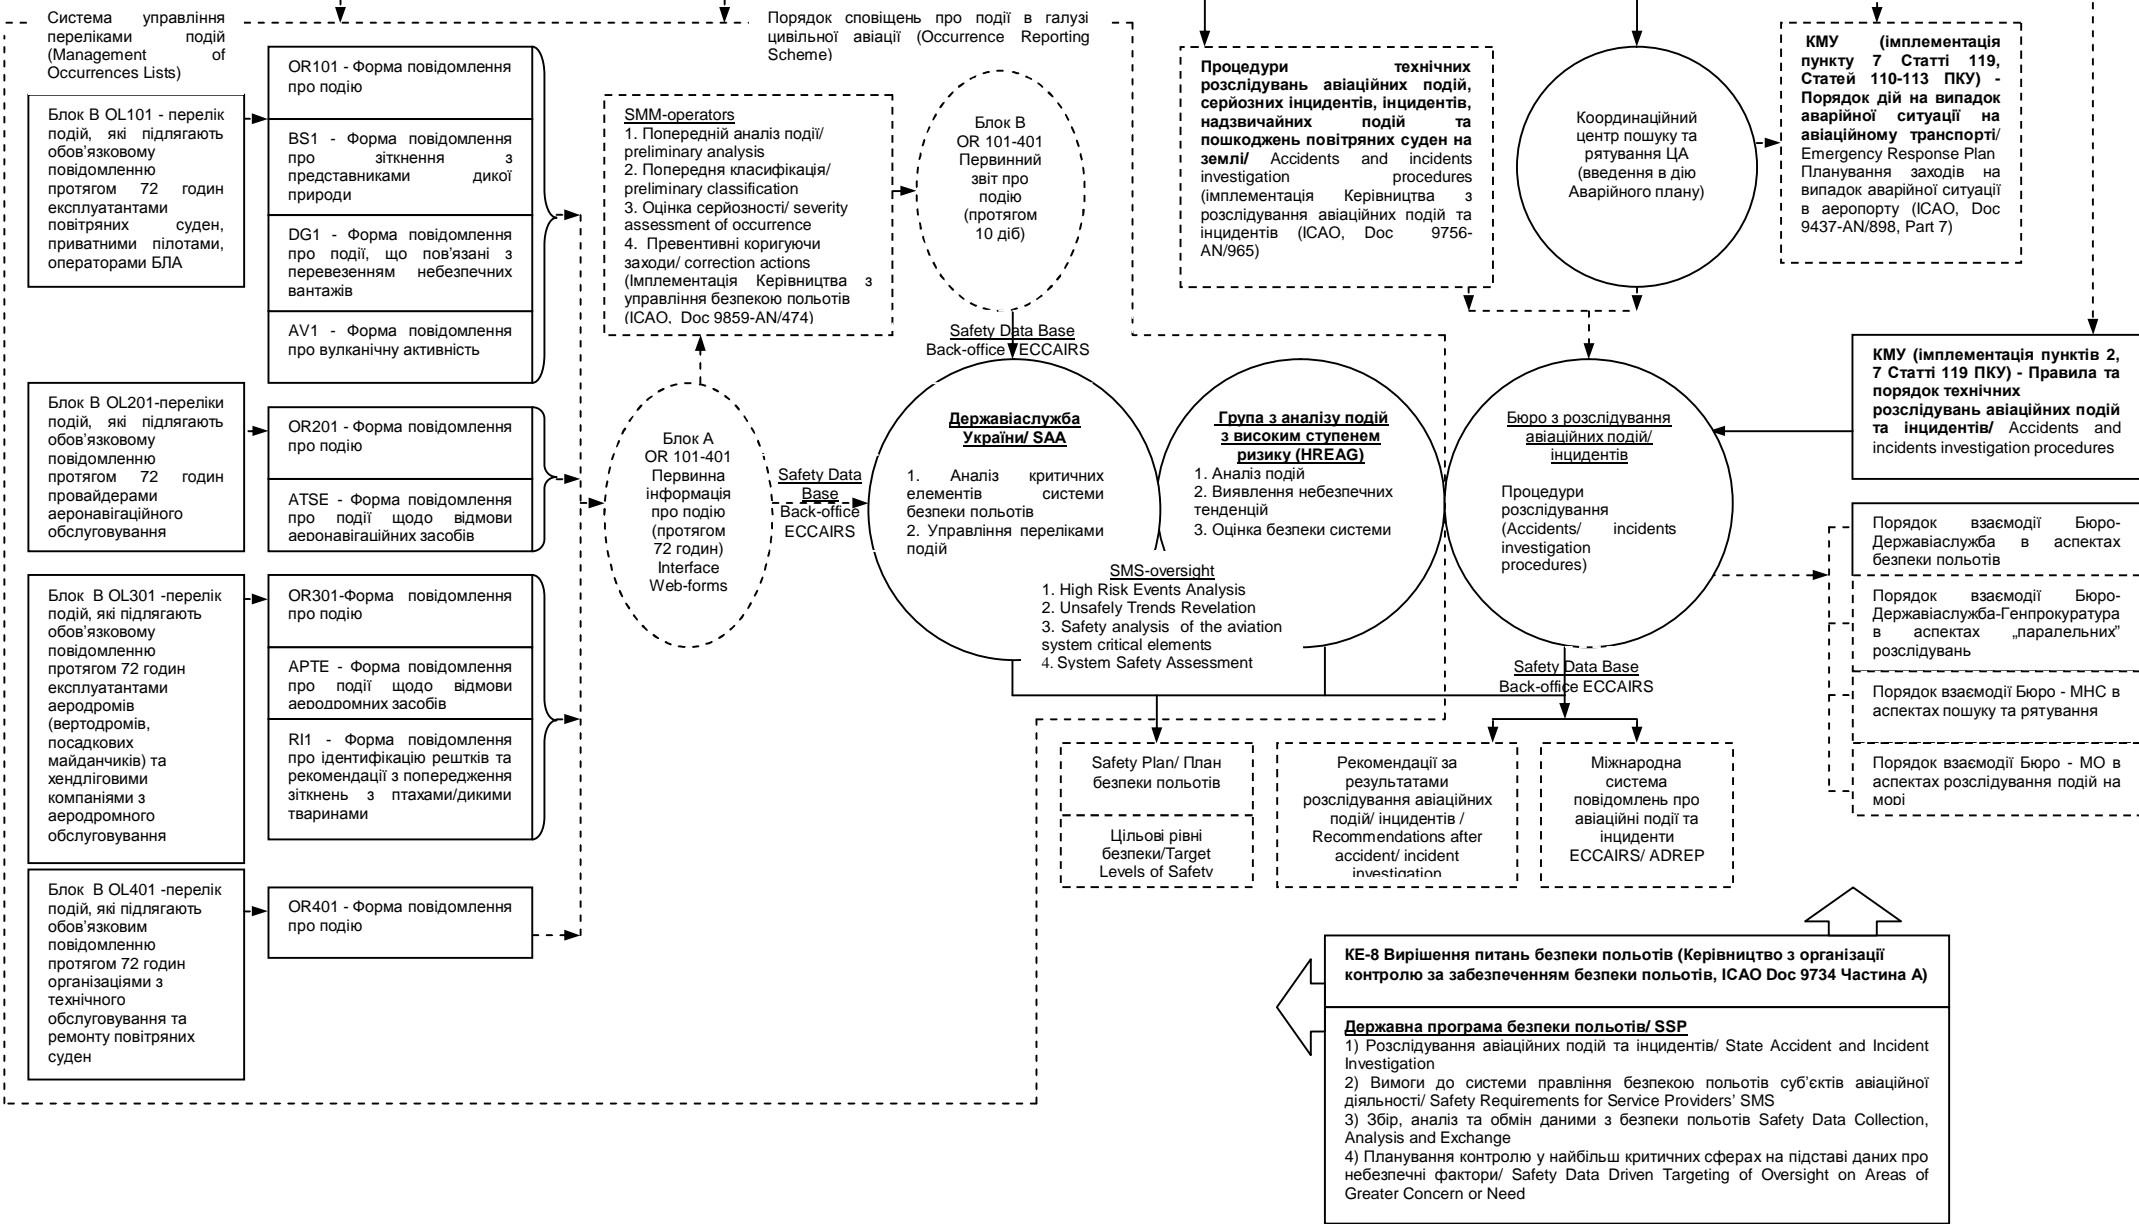 Система управління
переліками подій
(Management of
Occurrences Lists)
Порядок сповіщень про події в галузі
цивільної авіації (Occurrence Reporting
Scheme)
Блок В OL101 - перелік
подій, які підлягають
обов’язковому
повідомленню
протягом 72 годин
експлуатантами
повітряних суден,
приватними пілотами,
операторами БЛА
OR101 - Форма повідомлення
про подію
BS1 - Форма повідомлення
про зіткнення з
представниками дикої
природи
DG1 - Форма повідомлення
про події, що пов’язані з
перевезенням небезпечних
вантажів
AV1 - Форма повідомлення
про вулканічну активність
Блок В OL201-переліки
подій, які підлягають
обов’язковому
повідомленню
протягом 72 годин
провайдерами
аеронавігаційного
обслуговування
OR201 - Форма повідомлення
про подію
ATSE - Форма повідомлення
про події щодо відмови
аеронавігаційних засобів
Блок В OL301 -перелік
подій, які підлягають
обов’язковому
повідомленню
протягом 72 годин
експлуатантами
аеродромів
(вертодромів,
посадкових
майданчиків) та
хендліговими
компаніями з
аеродромного
обслуговування
OR301-Форма повідомлення
про подію
APTE - Форма повідомлення
про події щодо відмови
аеродромних засобів
RI1 - Форма повідомлення
про ідентифікацію рештків та
рекомендації з попередження
зіткнень з птахами/дикими
тваринами
Блок В OL401 -перелік
подій, які підлягають
обов’язковим
повідомленню
протягом 72 годин
організаціями з
технічного
обслуговування та
ремонту повітряних
суден
OR401 - Форма повідомлення
про подію
SMM-operators
1. Попередній аналіз події/
preliminary analysis
2. Попередня класифікація/
preliminary classification
3. Оцінка серйозності/ severity
assessment of occurrence
4. Превентивні коригуючи
заходи/ correction actions
(Імплементація Керівництва з
управління безпекою польотів
(ICAO, Doc 9859-AN/474)
Блок А
OR 101-401
Первинна
інформація
про подію
(протягом
72 годин)
Interface
Web-forms
Блок В
OR 101-401
Первинний
звіт про
подію
(протягом
10 діб)
Safety Data Base
Back-office ECCAIRS
Safety Data
Base
Back-office
ECCAIRS
Державіаслужба
України/ SAA
1. Аналіз критичних
елементів системи
безпеки польотів
2. Управління переліками
подій
Група з аналізу подій
з високим ступенем
ризику (HREAG)
1. Аналіз подій
2. Виявлення небезпечних
тенденцій
3. Оцінка безпеки системи
SMS-oversight
1. High Risk Events Analysis
2. Unsafely Trends Revelation
3. Safety analysis of the aviation
system critical elements
4. System Safety Assessment
Процедури технічних
розслідувань авіаційних подій,
серйозних інцидентів, інцидентів,
надзвичайних подій та
пошкоджень повітряних суден на
землі/ Accidents and incidents
investigation procedures
(імплементація Керівництва з
розслідування авіаційних подій та
інцидентів (ICAO, Doc 9756-
AN/965)
Координаційний
центр пошуку та
рятування ЦА
(введення в дію
Аварійного плану)
КМУ (імплементація
пункту 7 Статті 119,
Статей 110-113 ПКУ) -
Порядок дій на випадок
аварійної ситуації на
авіаційному транспорті/
Emergency Response Plan
Планування заходів на
випадок аварійної ситуації
в аеропорту (ICAO, Doc
9437-AN/898, Part 7)
Бюро з розслідування
авіаційних подій/
інцидентів
Процедури
розслідування
(Accidents/ incidents
investigation
procedures)
КМУ (імплементація пунктів 2,
7 Статті 119 ПКУ) - Правила та
порядок технічних
розслідувань авіаційних подій
та інцидентів/ Accidents and
incidents investigation procedures
Порядок взаємодії Бюро-
Державіаслужба в аспектах
безпеки польотів
Порядок взаємодії Бюро-
Державіаслужба-Генпрокуратура
в аспектах „паралельних”
розслідувань
Порядок взаємодії Бюро - МНС в
аспектах пошуку та рятування
Порядок взаємодії Бюро - МО в
аспектах розслідування подій на
морі
Safety Data Base
Back-office ECCAIRS
Safety Plan/ План
безпеки польотів
Цільові рівні
безпеки/Target
Levels of Safety
Рекомендації за
результатами
розслідування авіаційних
подій/ інцидентів /
Recommendations after
accident/ incident
investigation
Міжнародна
система
повідомлень про
авіаційні події та
інциденти
ECCAIRS/ ADREP
КЕ-8 Вирішення питань безпеки польотів (Керівництво з організації
контролю за забезпеченням безпеки польотів, ICAO Doc 9734 Частина А)
Державна програма безпеки польотів/ SSP
1) Розслідування авіаційних подій та інцидентів/ State Accident and Incident
Investigation
2) Вимоги до системи правління безпекою польотів суб’єктів авіаційної
діяльності/ Safety Requirements for Service Providers’ SMS
3) Збір, аналіз та обмін даними з безпеки польотів Safety Data Collection,
Analysis and Exchange
4) Планування контролю у найбільш критичних сферах на підставі даних про
небезпечні фактори/ Safety Data Driven Targeting of Oversight on Areas of
Greater Concern or Need